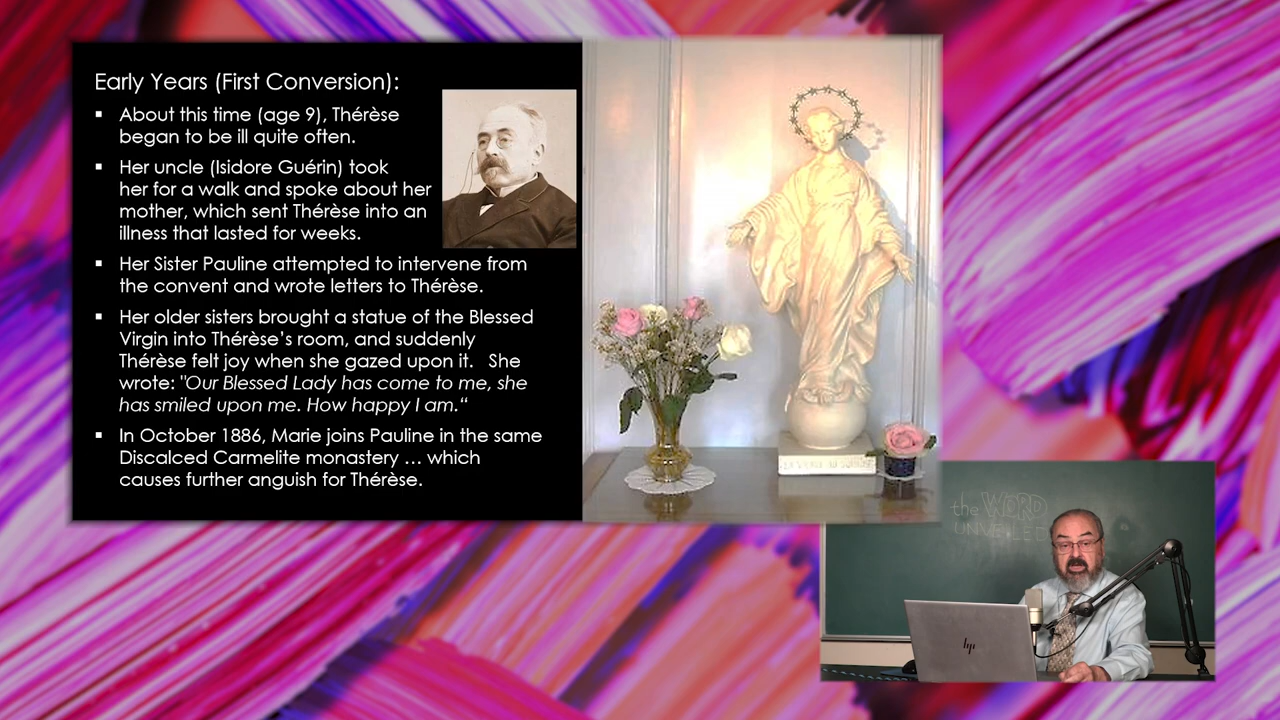 Early Years (First Conversion):
▪ About this time (age 9), Thérèse
began to be ill quite often.
▪ Her uncle (Isidore Guérin) took
her for a walk and spoke about her
mother, which sent Thérèse into an
illness that lasted for weeks.
▪ Her Sister Pauline attempted to intervene from
the convent and wrote letters to Thérèse.
▪ Her older sisters brought a statue of the Blessed
Virgin into Thérèse’s room, and suddenly
Thérèse felt joy when she gazed upon it.   She
wrote: "Our Blessed Lady has come to me, she
has smiled upon me. How happy I am.“
▪ In October 1886, Marie joins Pauline in the same
Discalced Carmelite monastery … which
causes further anguish for Thérèse.
the WORD
UNVEILED
hp